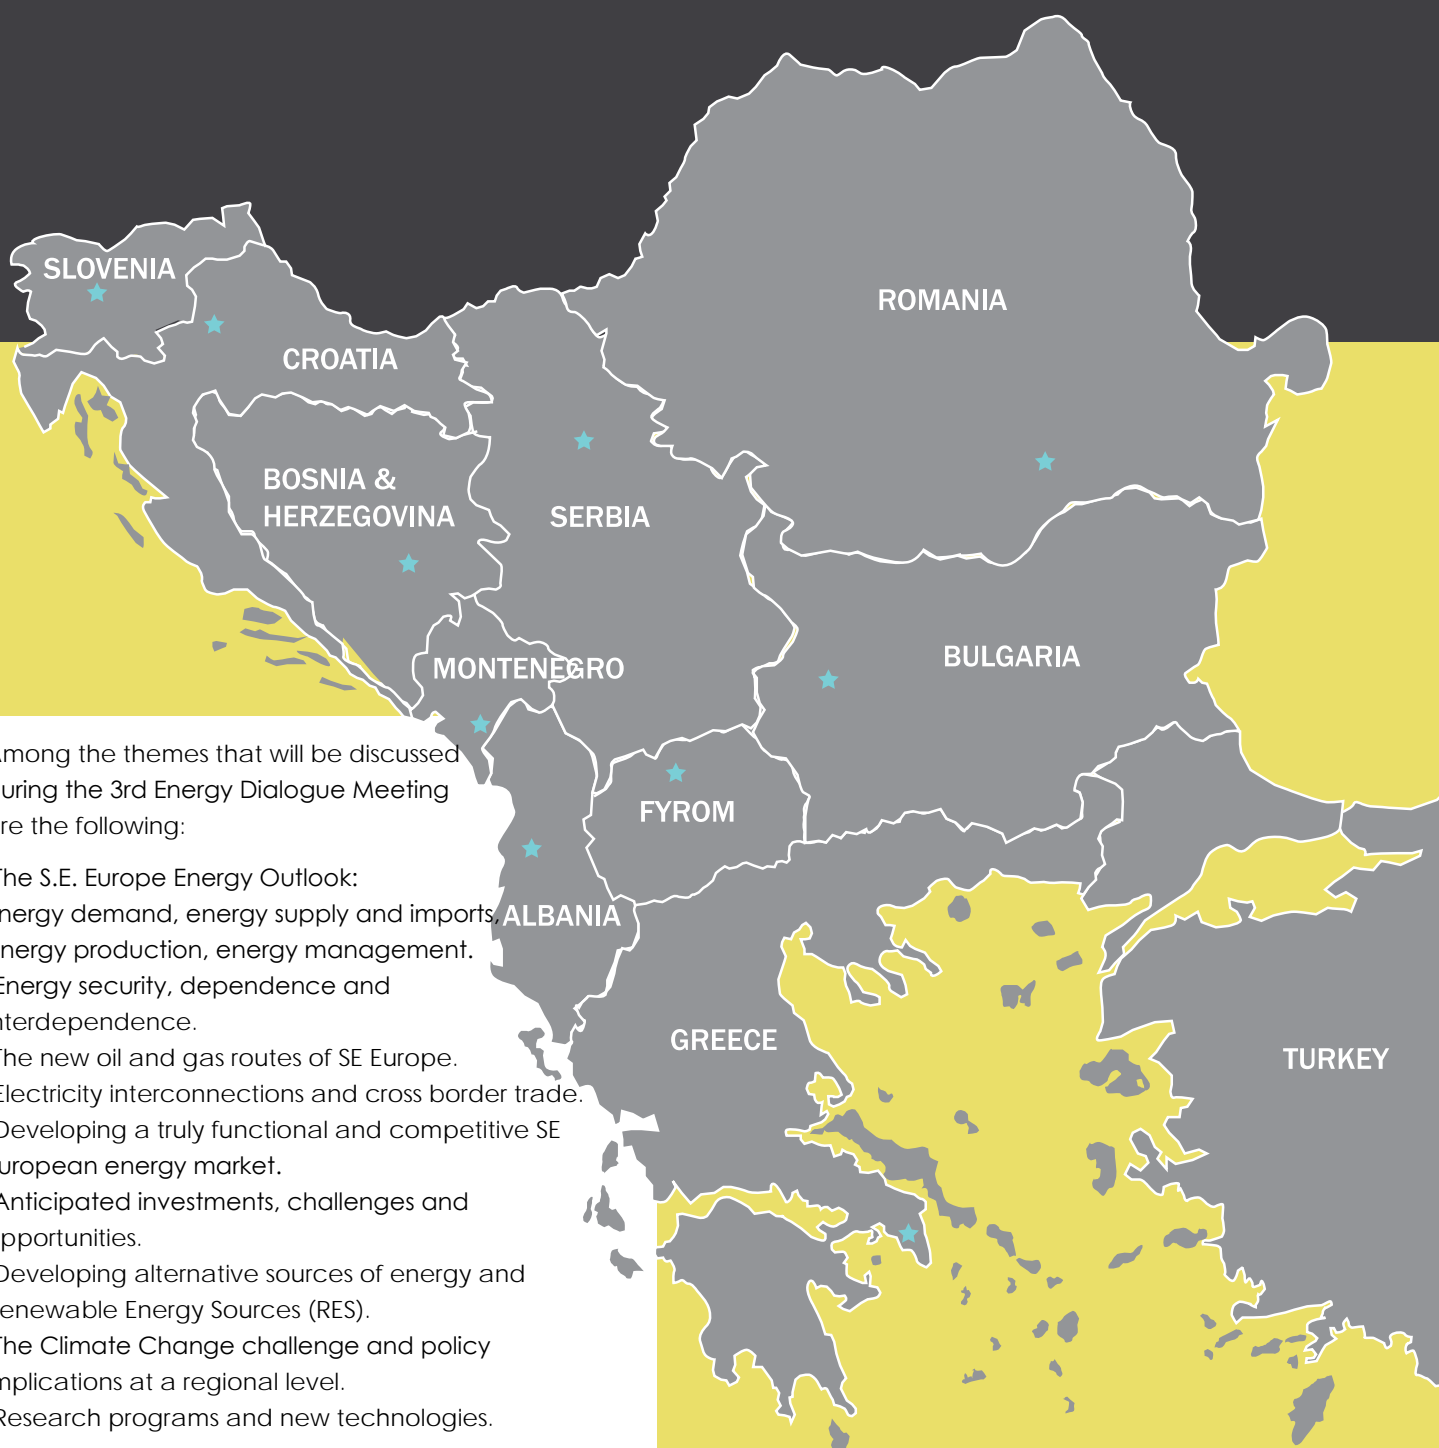 SLOVENIA
CROATIA
ROMANIA
BOSNIA &
HERZEGOVINA
SERBIA
MONTENEGRO
BULGARIA
FYROM
ALBANIA
GREECE
TURKEY
Among the themes that will be discussed
uring the 3rd Energy Dialogue Meeting
re the following:
The S.E. Europe Energy Outlook:
nergy demand, energy supply and imports,
nergy production, energy management.
Energy security, dependence and
nterdependence.
The new oil and gas routes of SE Europe.
Electricity interconnections and cross border trade.
Developing a truly functional and competitive SE
uropean energy market.
Anticipated investments, challenges and
pportunities.
Developing alternative sources of energy and
enewable Energy Sources (RES).
The Climate Change challenge and policy
mplications at a regional level.
Research programs and new technologies.